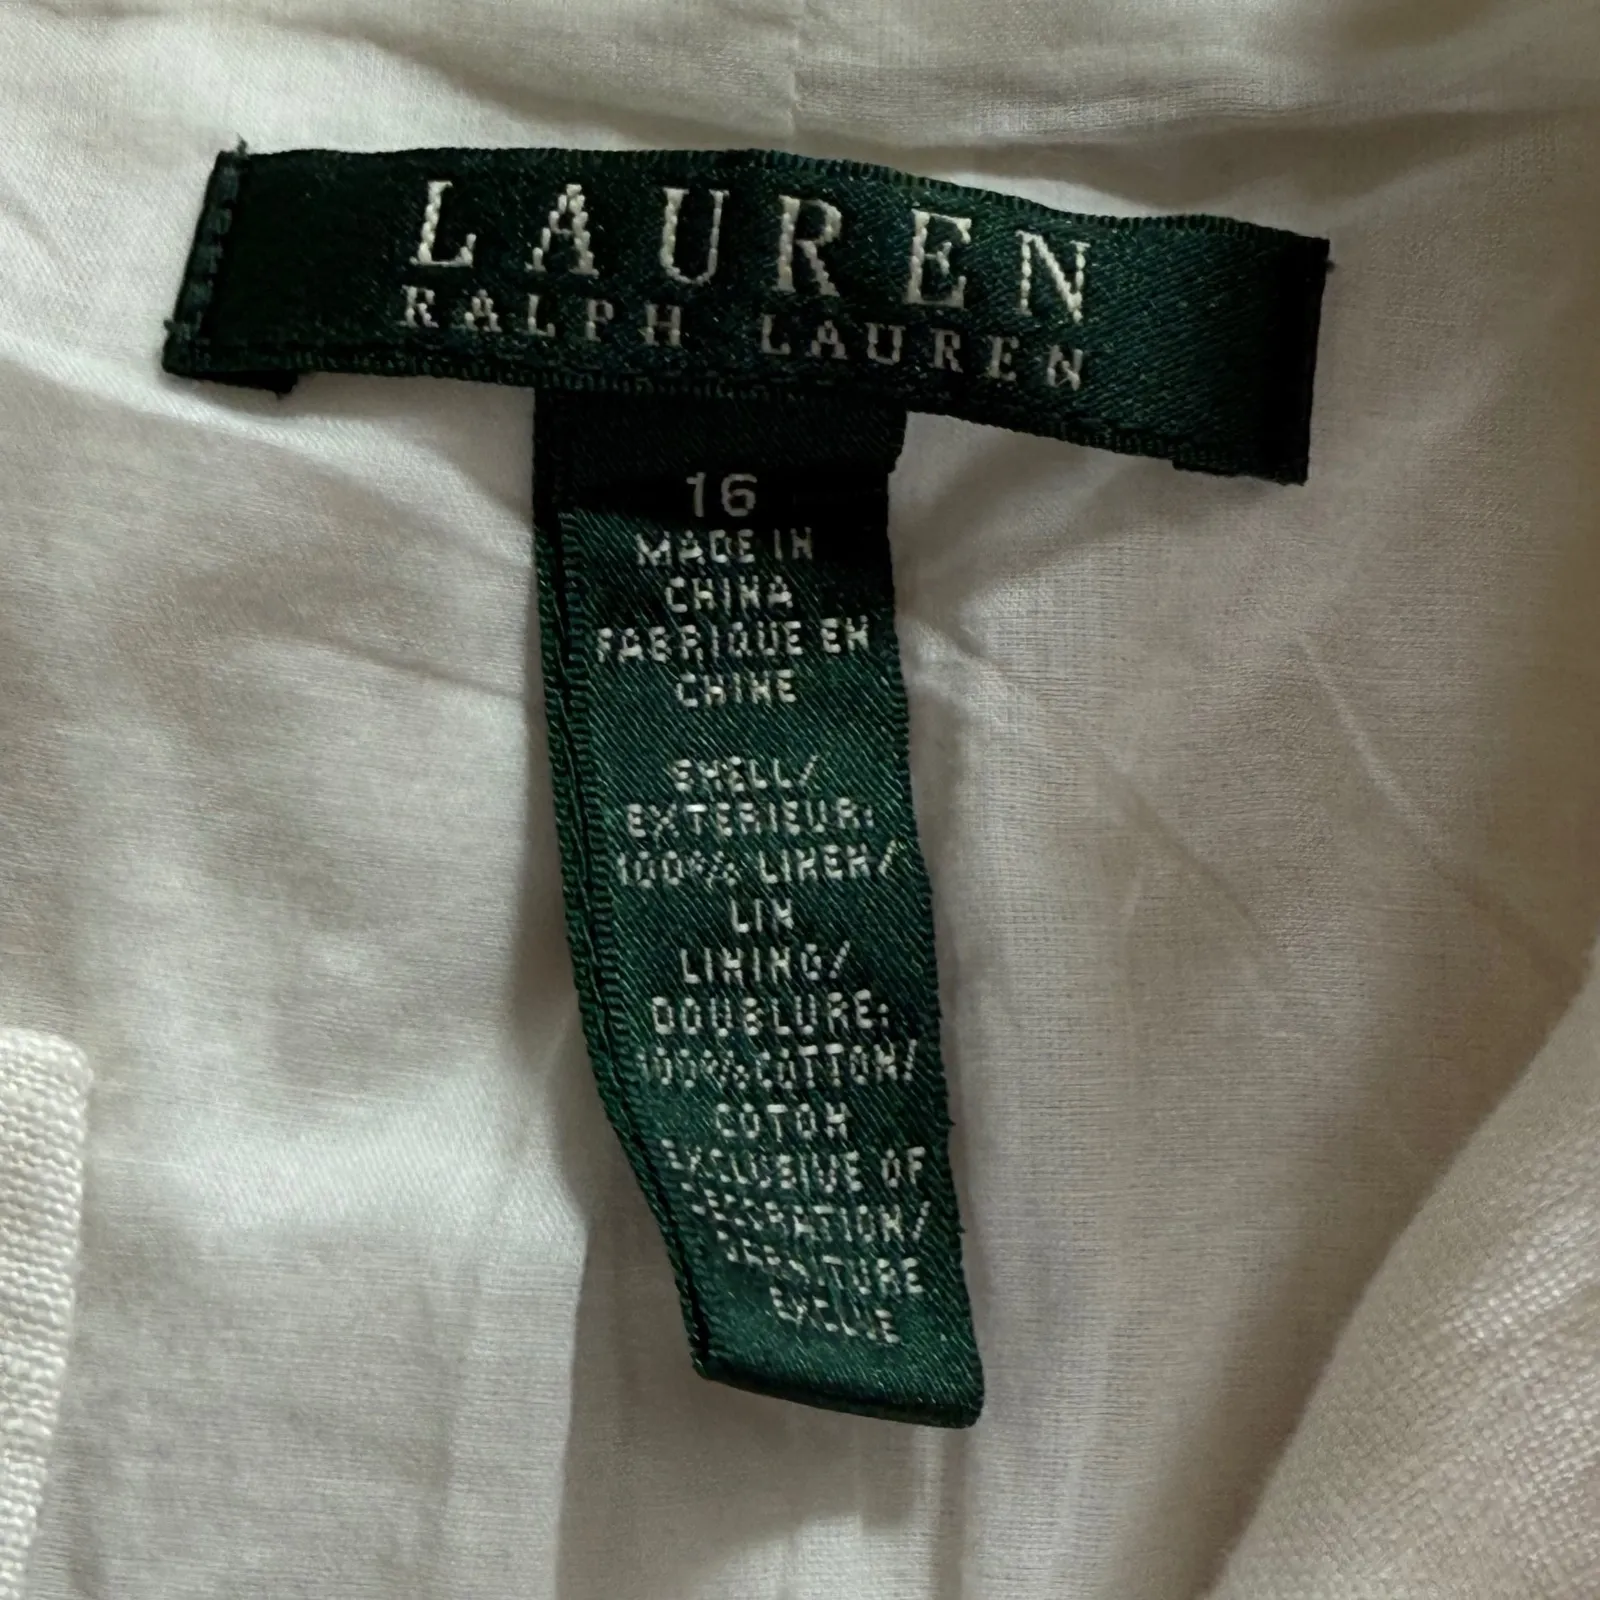 LAUREN
RALPH LAUREN
16
MADE IN
CHINA
FABRIQUE EN
CHINE
SHELL/
EXTERIEUR:
100% LINEN/
LIN
LINING/
DOUBLURE:
100% COTTON/
COTON
EXCLUSIVE OF
DECORATION/
GARNITURE
EXCLUE